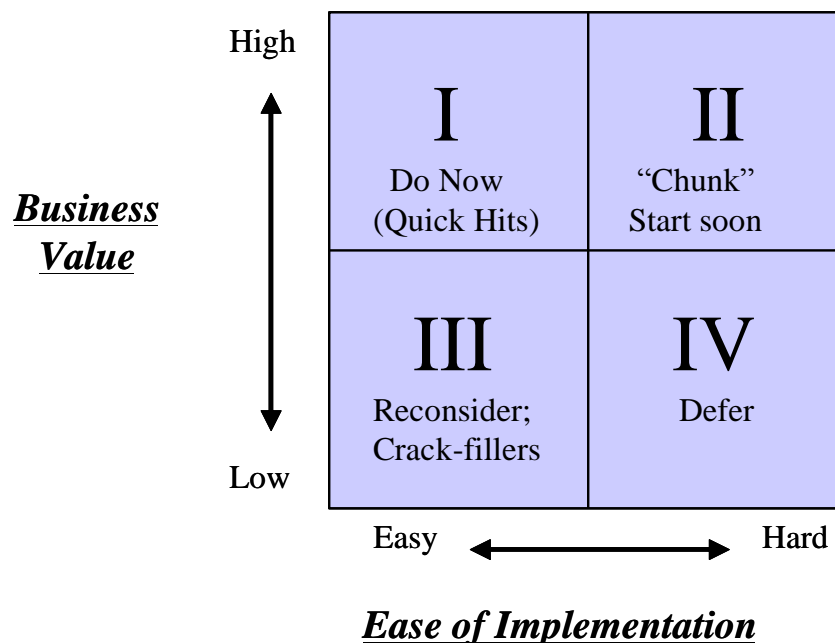 High
I
Do Now
(Quick Hits)
II
“Chunk”
Start soon
Business
Value
III
Reconsider;
Crack-fillers
IV
Defer
Low
Easy
Hard
Ease of Implementation